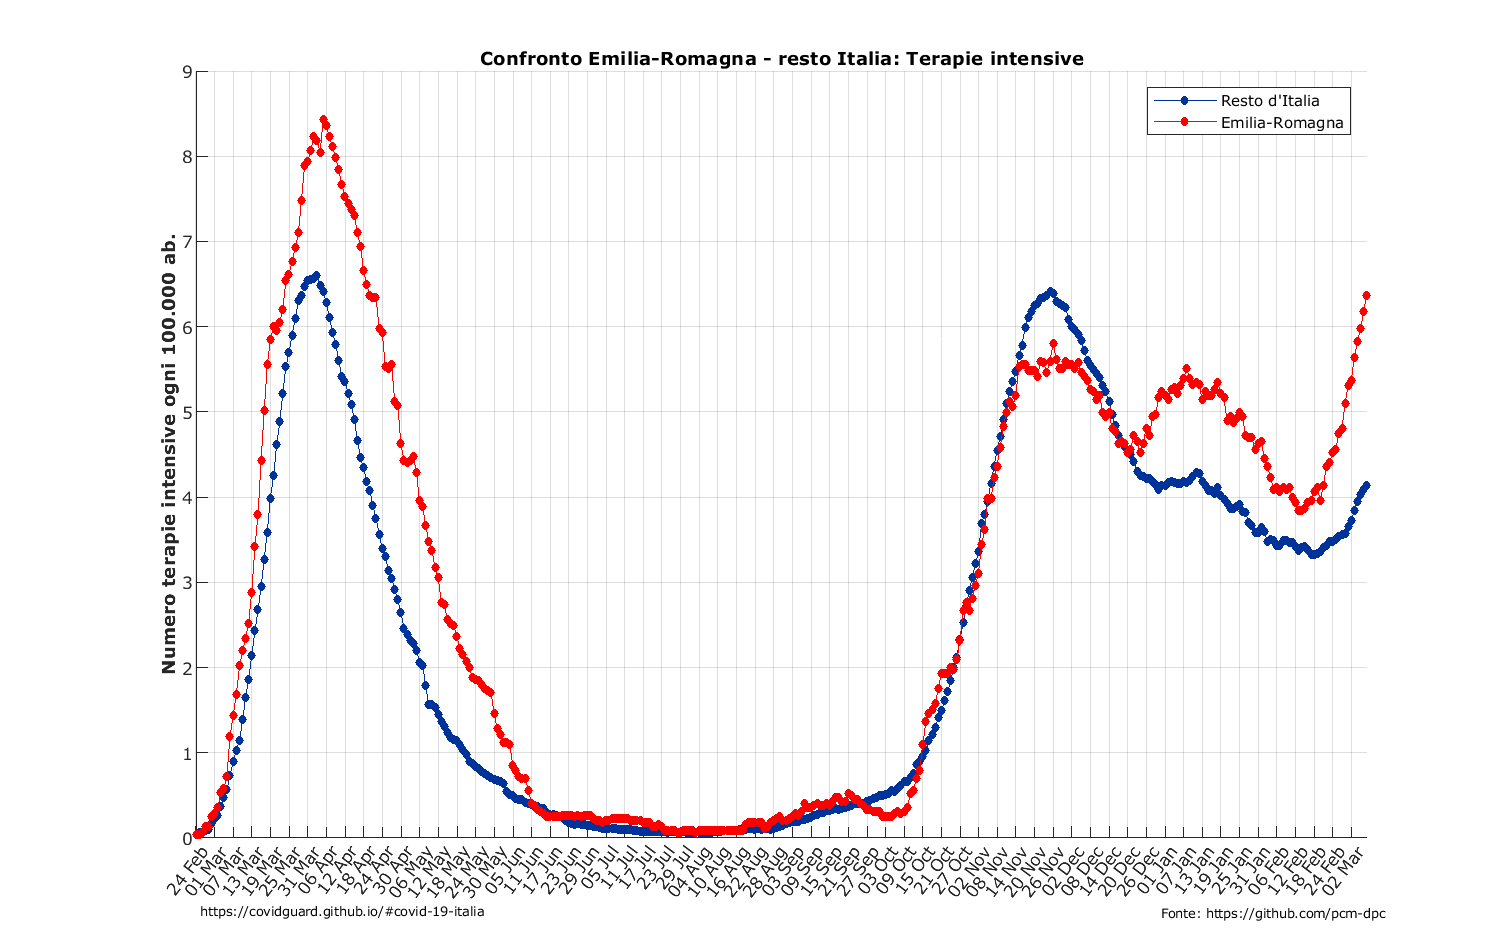 Confronto Emilia-Romagna - resto Italia: Terapie intensive
Resto d'Italia
Emilia-Romagna
Numero terapie intensive ogni 100.000 ab.
9
8
7
6
5
4
3
2
1
0
24 Feb
01 Mar
07 Mar
13 Mar
19 Mar
25 Mar
31 Mar
06 Apr
12 Apr
18 Apr
24 Apr
30 Apr
06 May
12 May
18 May
24 May
30 May
05 Jun
11 Jun
17 Jun
23 Jun
29 Jun
05 Jul
11 Jul
17 Jul
23 Jul
29 Jul
04 Aug
10 Aug
16 Aug
22 Aug
28 Aug
03 Sep
09 Sep
15 Sep
21 Sep
27 Sep
03 Oct
09 Oct
15 Oct
21 Oct
27 Oct
02 Nov
08 Nov
14 Nov
20 Nov
26 Nov
02 Dec
08 Dec
14 Dec
20 Dec
26 Dec
01 Jan
07 Jan
13 Jan
19 Jan
25 Jan
31 Jan
06 Feb
12 Feb
18 Feb
24 Feb
02 Mar
https://covidguard.github.io/#covid-19-italia
Fonte: https://github.com/pcm-dpc